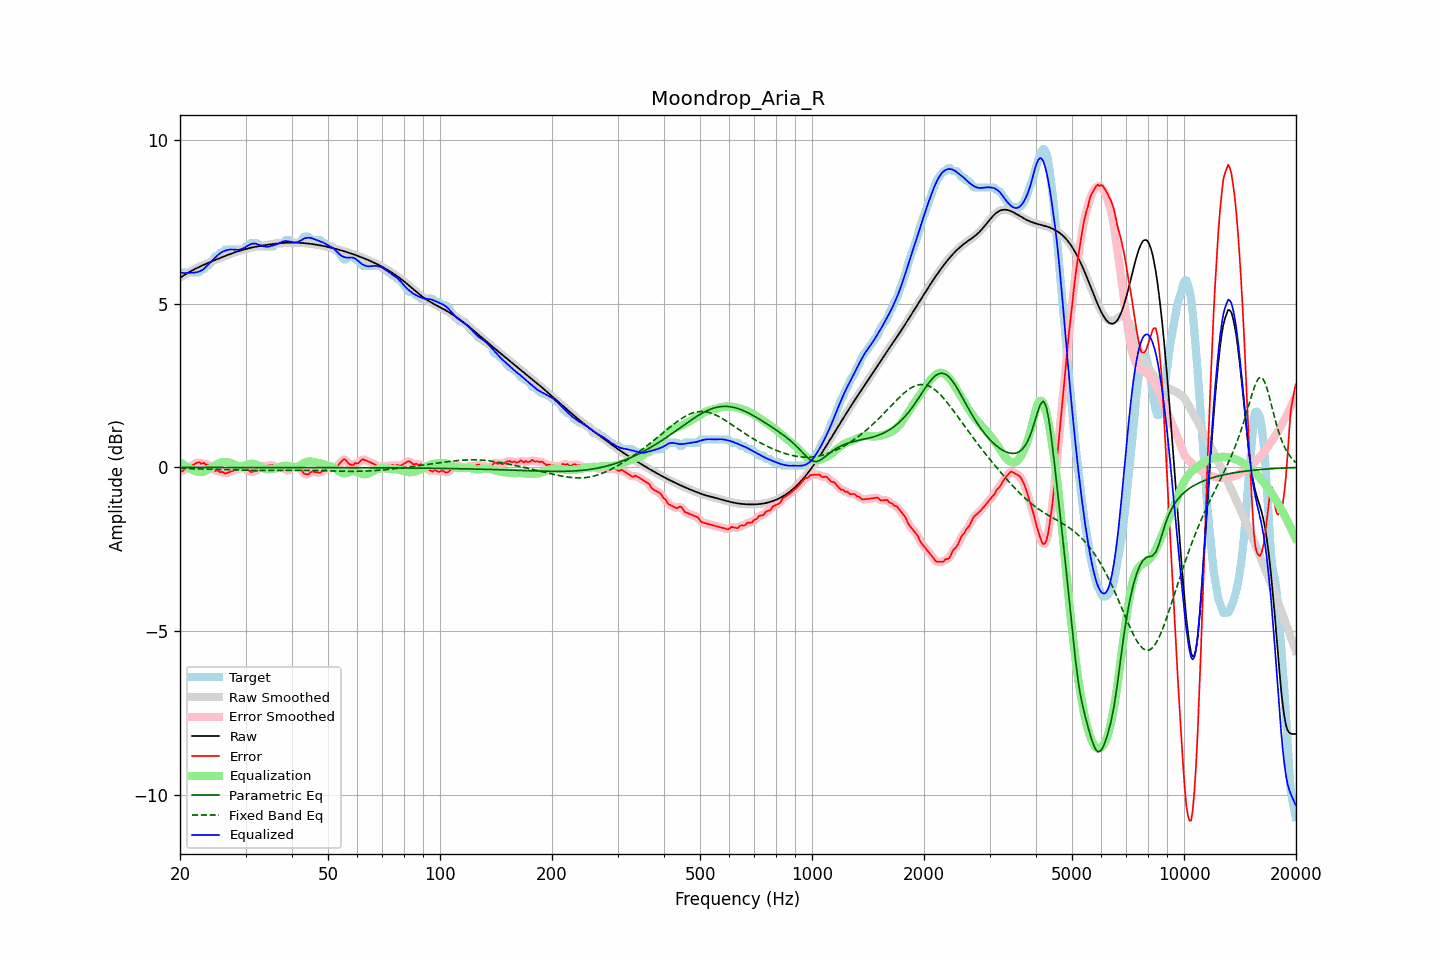 Moondrop_Aria_R
Amplitude (dBr)
10
5
0
−5
−10
Target
Raw Smoothed
Error Smoothed
Raw
Error
Equalization
Parametric Eq
Fixed Band Eq
Equalized
20 50 100 200 500 1000 2000 5000 10000 20000
Frequency (Hz)